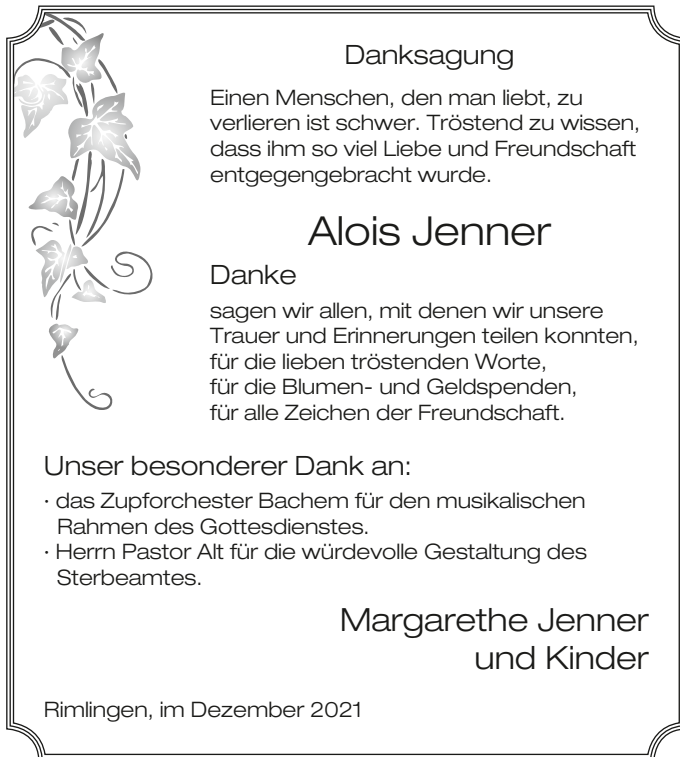 Danksagung
Einen Menschen, den man liebt, zu
verlieren ist schwer. Tröstend zu wissen,
dass ihm so viel Liebe und Freundschaft
entgegengebracht wurde.
Alois Jenner
Danke
sagen wir allen, mit denen wir unsere
Trauer und Erinnerungen teilen konnten,
für die lieben tröstenden Worte,
für die Blumen- und Geldspenden,
für alle Zeichen der Freundschaft.
Unser besonderer Dank an:
· das Zupforchester Bachem für den musikalischen
Rahmen des Gottesdienstes.
· Herrn Pastor Alt für die würdevolle Gestaltung des
Sterbeamtes.
Margarethe Jenner
und Kinder
Rimlingen, im Dezember 2021